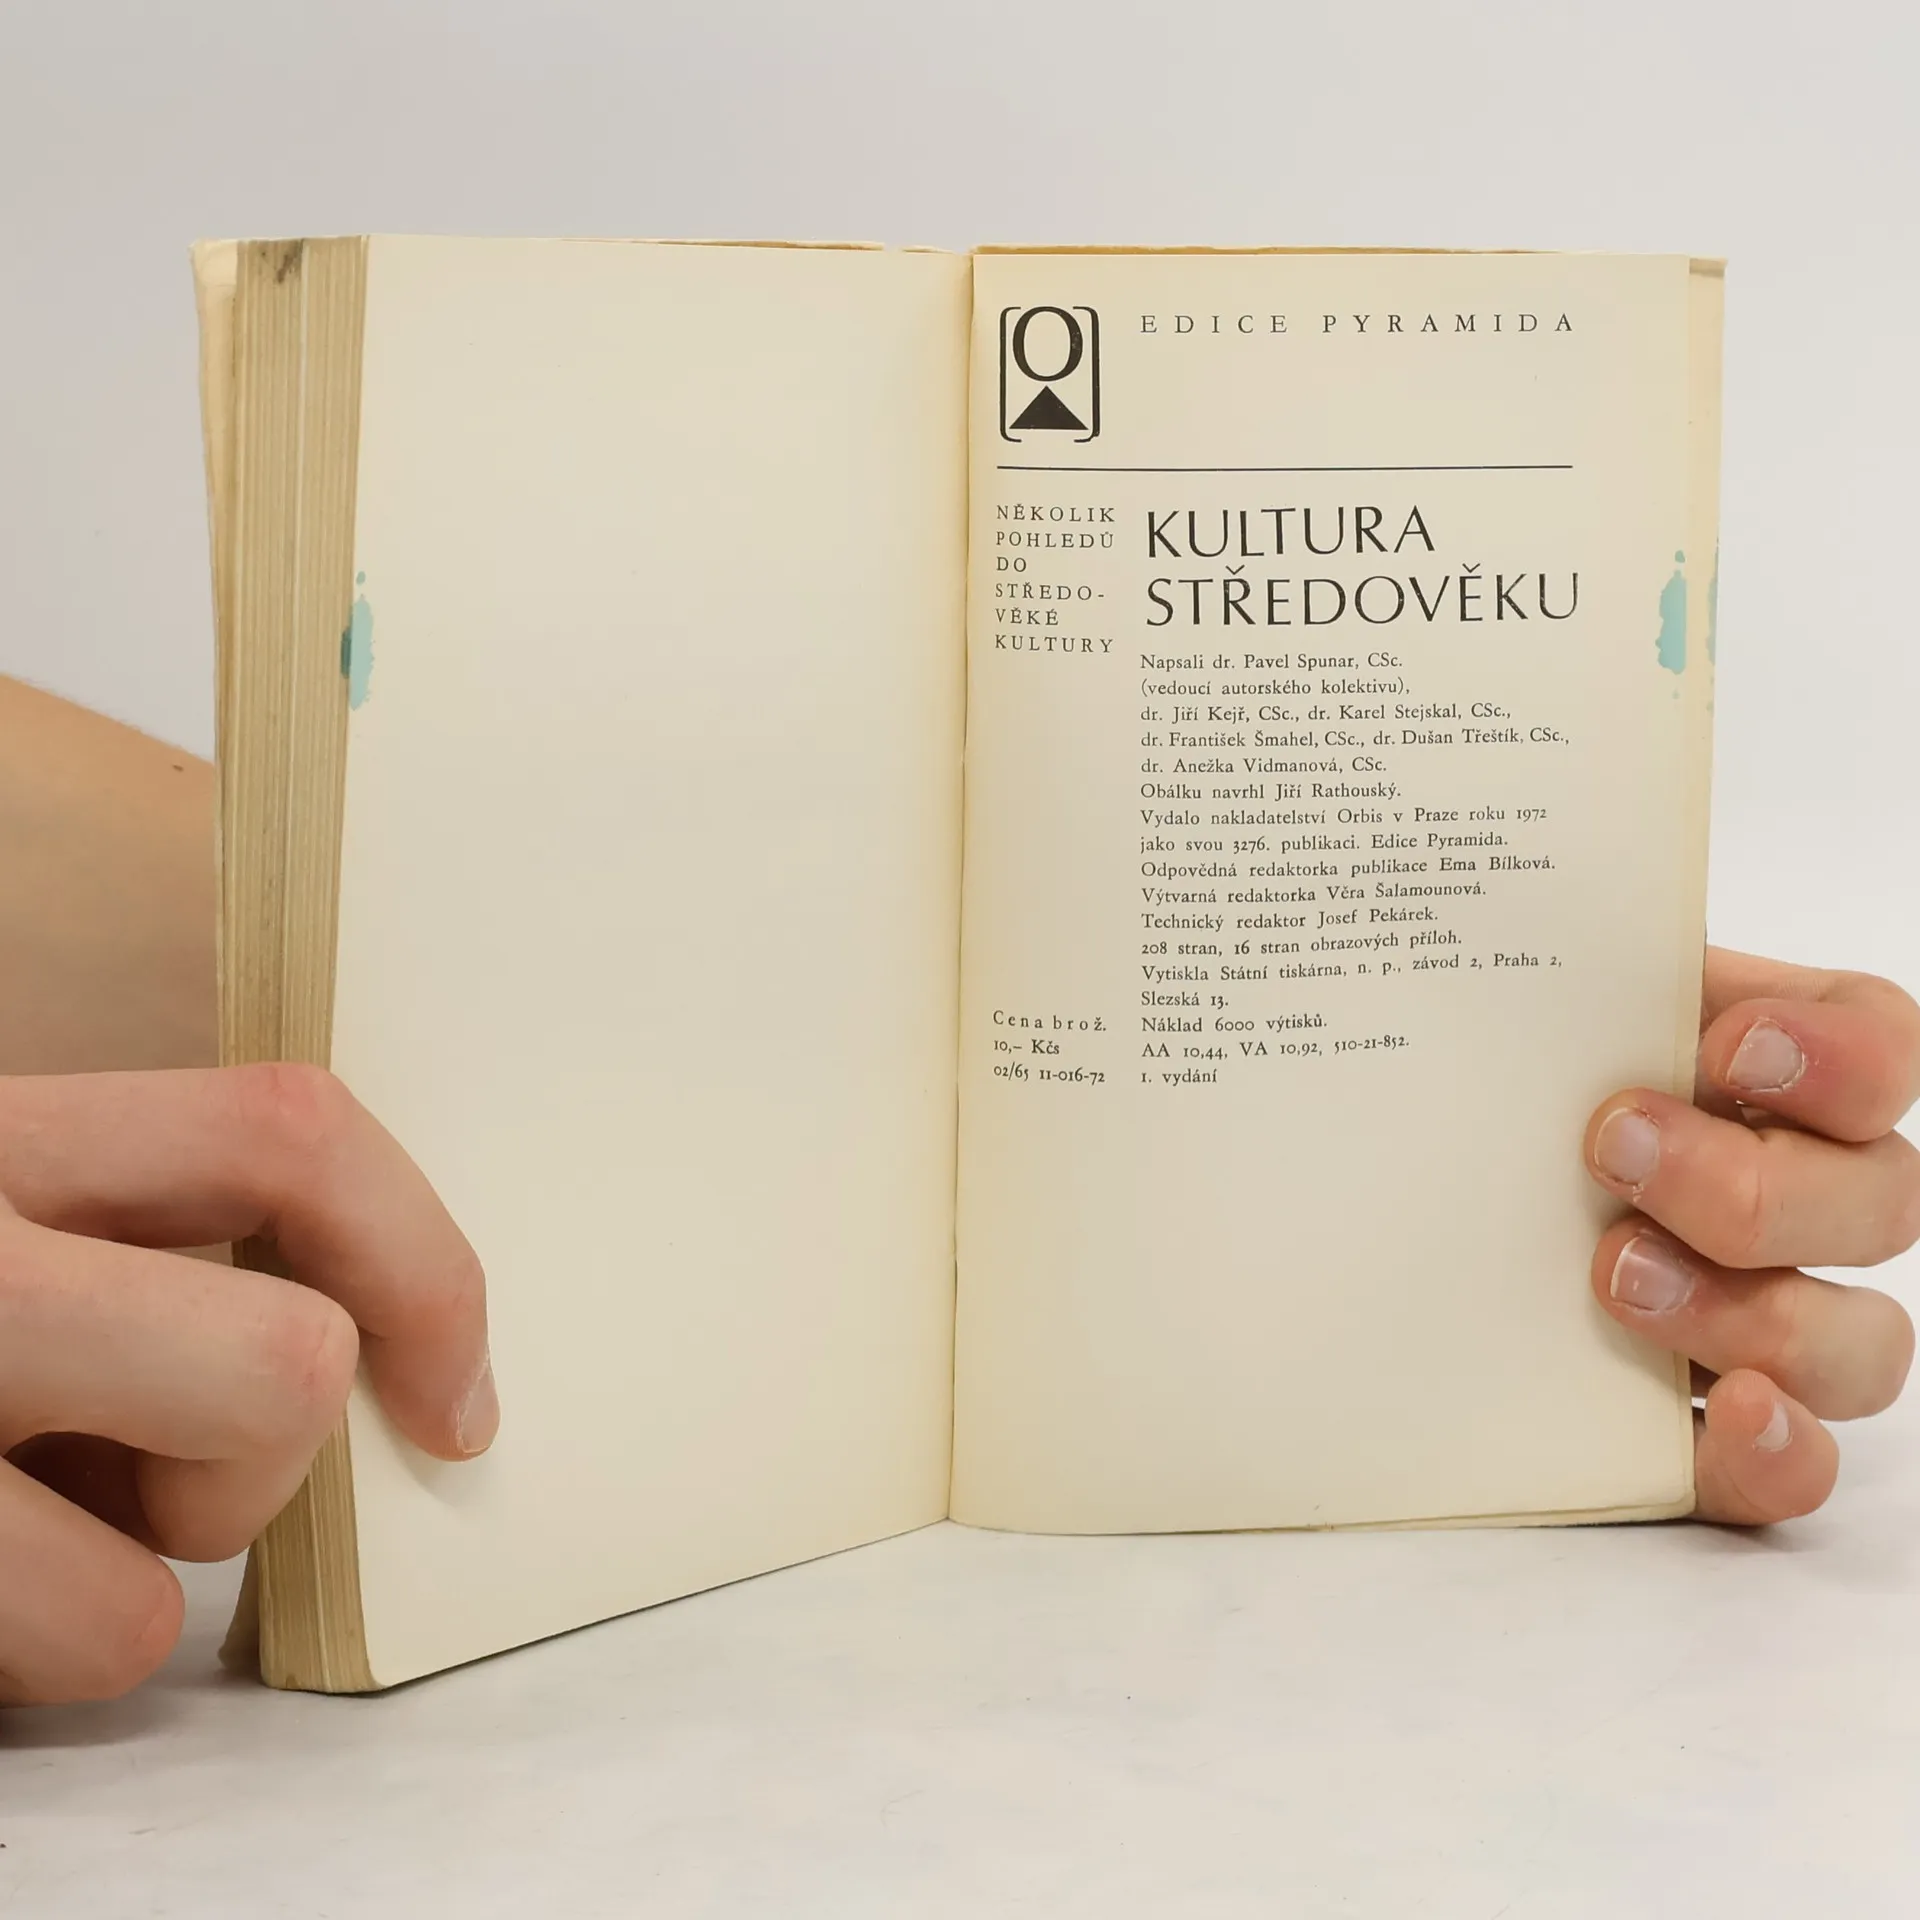 O
EDICE PYRAMIDA
NĚKOLIK
POHLEDŮ
DO
STŘEDO-
VĚKÉ
KULTURY
KULTURA
STŘEDOVĚKU
Napsali dr. Pavel Spunar, CSc.
(vedoucí autorského kolektivu),
dr. Jiří Kejř, CSc., dr. Karel Stejskal, CSc.,
dr. František Šmahel, CSc., dr. Dušan Třeštík, CSc.,
dr. Anežka Vidmanová, CSc.
Obálku navrhl Jiří Rathouský.
Vydalo nakladatelství Orbis v Praze roku 1972
jako svou 3276. publikaci. Edice Pyramida.
Odpovědná redaktorka publikace Ema Bílková.
Výtvarná redaktorka Věra Šalamounová.
Technický redaktor Josef Pekárek.
208 stran, 16 stran obrazových příloh.
Vytiskla Státní tiskárna, n. p., závod 2, Praha 2,
Slezská 13.
Náklad 6000 výtisků.
AA 10,44, VA 10,92, 510-21-852.
1. vydání
Cena brož.
10,– Kčs
02/65 11-016-72